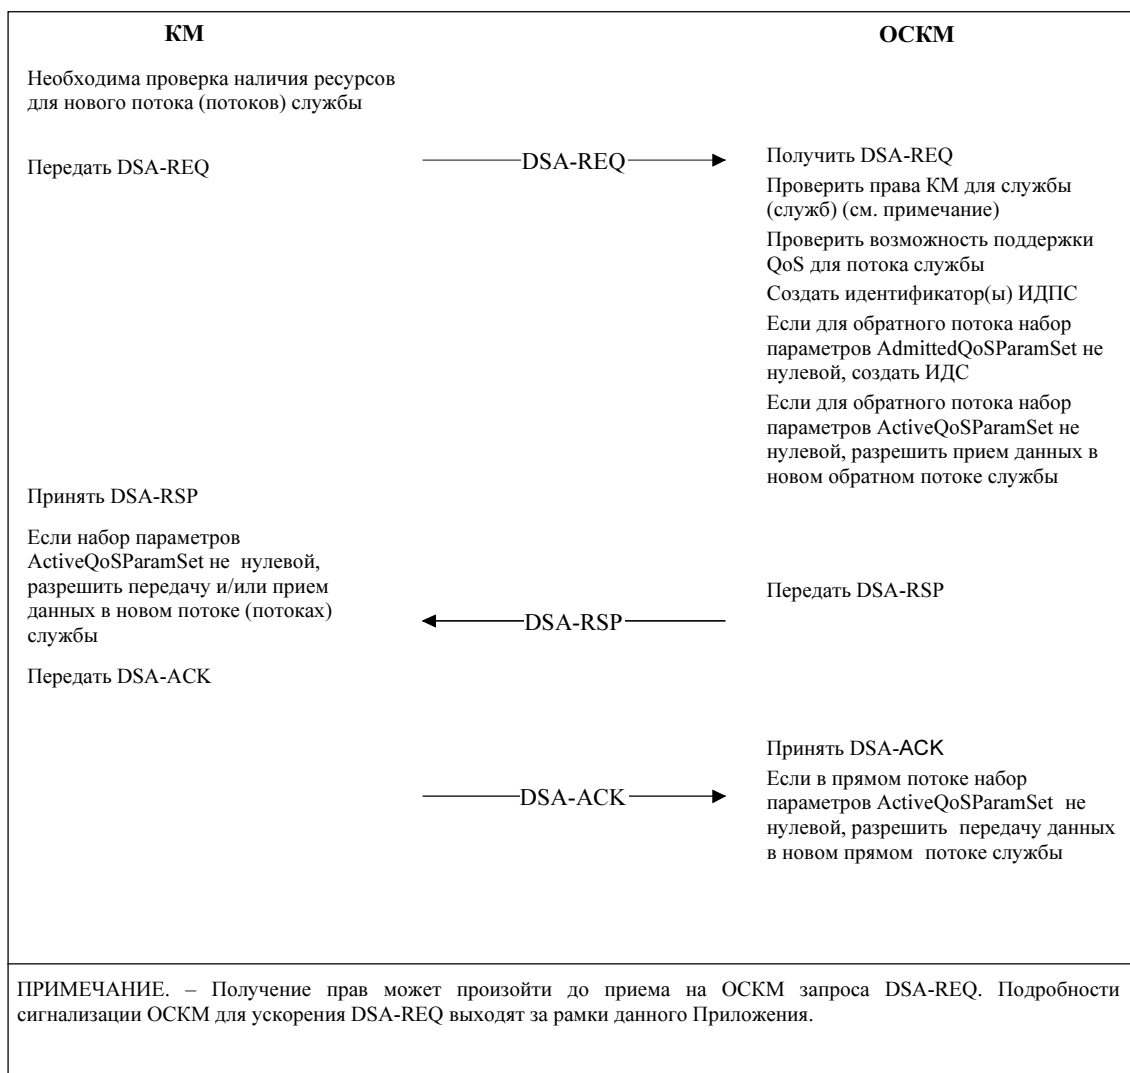 КМ
ОСКМ
Необходима проверка наличия ресурсов
для нового потока (потоков) службы
Передать DSA-REQ
DSA-REQ
Получить DSA-REQ
Проверить права КМ для службы
(служб) (см. примечание)
Проверить возможность поддержки
QoS для потока службы
Создать идентификатор(ы) ИДПС
Если для обратного потока набор
параметров AdmittedQoSParamSet не
нулевой, создать ИДС
Если для обратного потока набор
параметров ActiveQoSParamSet не
нулевой, разрешить прием данных в
новом обратном потоке службы
Принять DSA-RSP
Если набор параметров
ActiveQoSParamSet не нулевой,
разрешить передачу и/или прием
данных в новом потоке (потоках)
службы
Передать DSA-RSP
DSA-RSP
Передать DSA-ACK
Принять DSA-ACK
DSA-ACK
Если в прямом потоке набор
параметров ActiveQoSParamSet не
нулевой, разрешить передачу данных
в новом прямом потоке службы
ПРИМЕЧАНИЕ. – Получение прав может произойти до приема на ОСКМ запроса DSA-REQ. Подробности
сигнализации ОСКМ для ускорения DSA-REQ выходят за рамки данного Приложения.